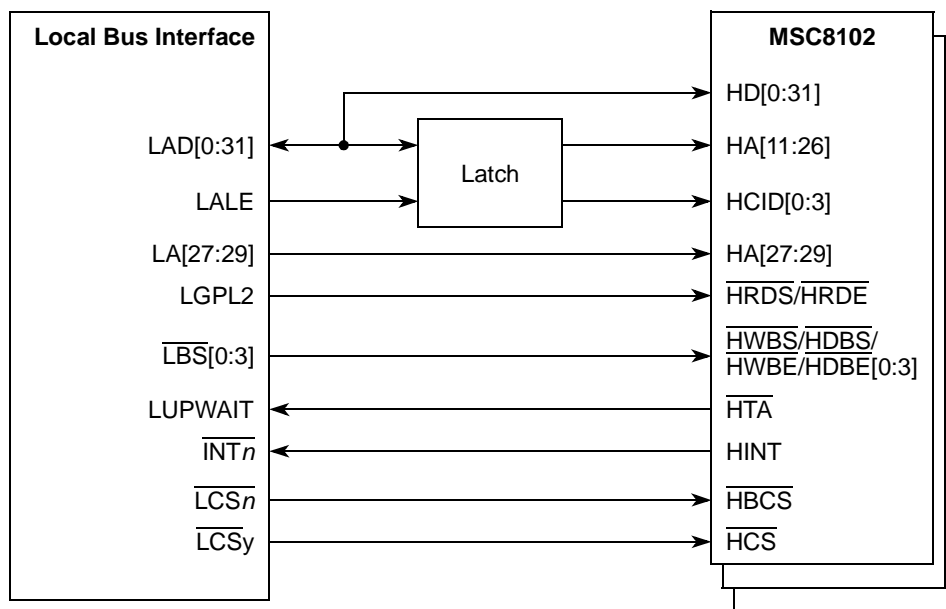 Local Bus Interface
MSC8102
HD[0:31]
LAD[0:31]
HA[11:26]
Latch
LALE
HCID[0:3]
LA[27:29]
HA[27:29]
LGPL2
HRDS/HRDE
LBS[0:3]
HWBS/HDBS/
HWBE/HDBE[0:3]
LUPWAIT
HTA
INTn
HINT
LCSn
HBCS
LCSy
HCS